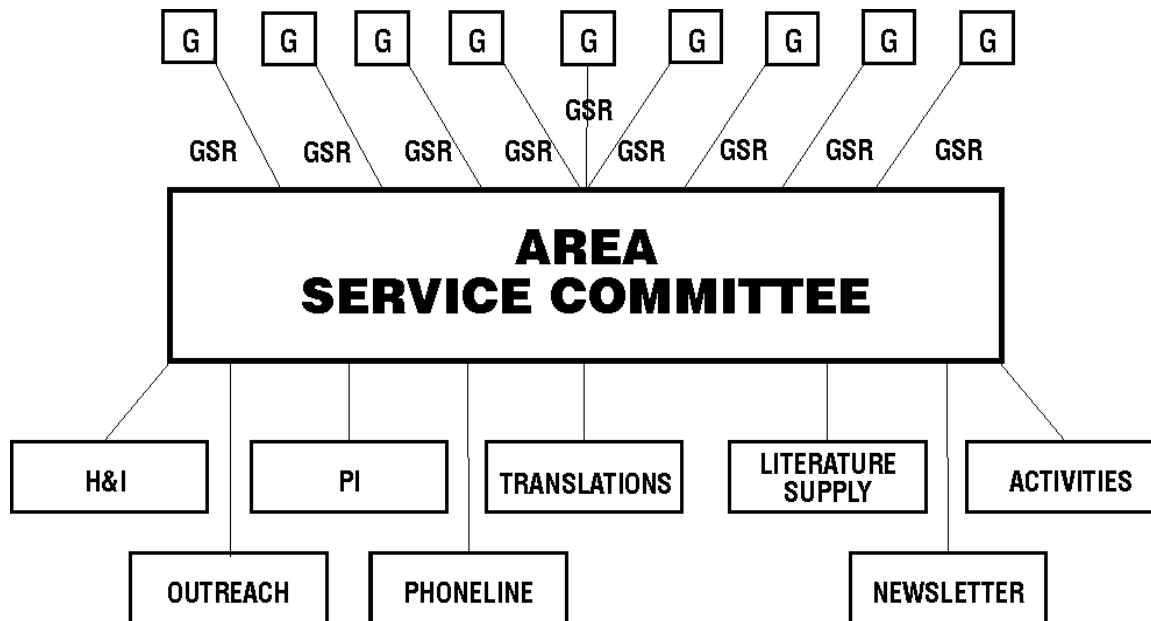 G G G G G G G G G
GSR
GSR GSR GSR GSR GSR GSR GSR GSR
AREA
SERVICE COMMITTEE
H&I PI TRANSLATIONS LITERATURE SUPPLY ACTIVITIES
OUTREACH PHONELINE NEWSLETTER